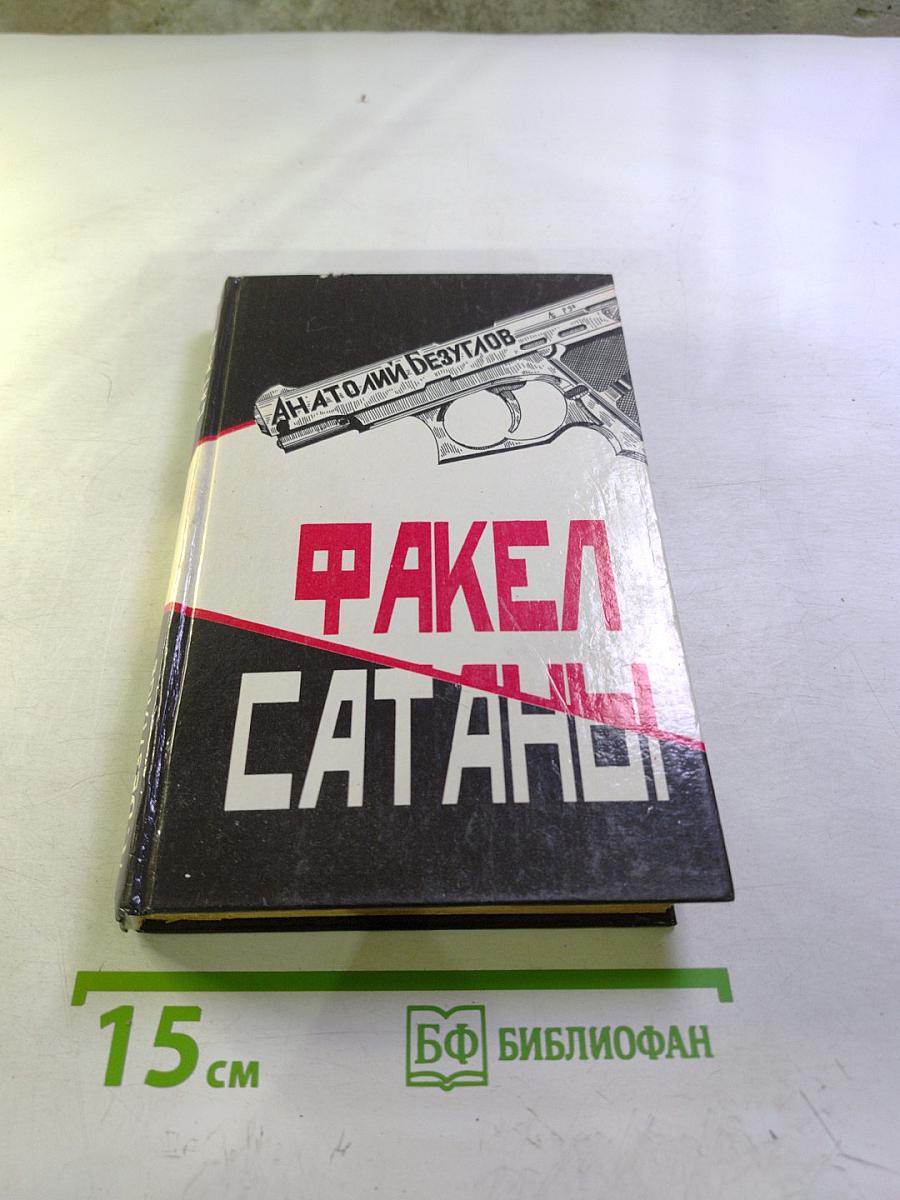 АНАТОЛИЙ БЕЗУГЛОВ
ФАКЕЛ
САТАНЫ
15 см
БФ БИБЛИОФАН